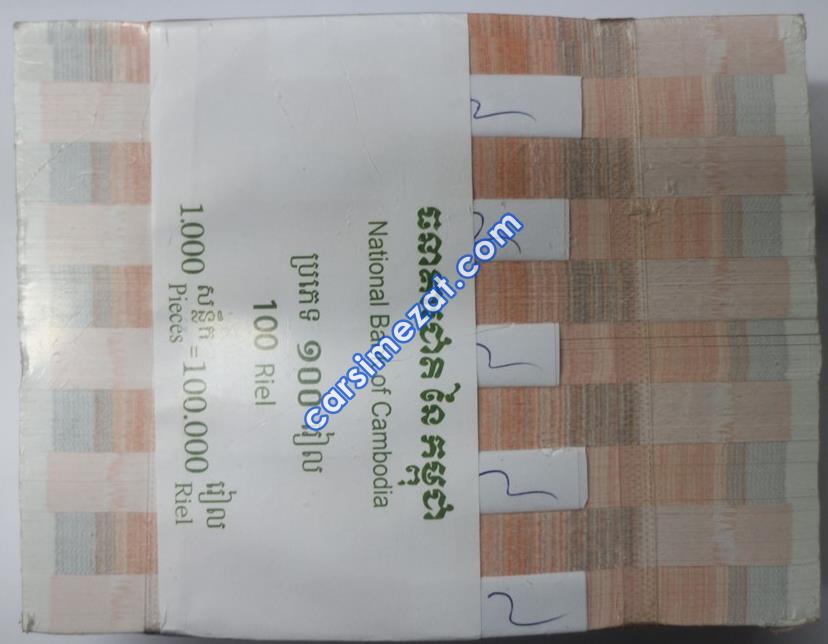 ធនាគារជាតិ នៃ កម្ពុជា
National Bank of Cambodia
ប្រភេទ ១០០ រៀល
100 Riel
1.000 សន្លឹក = 100.000 រៀល
Pieces Riel
carsimezat.com